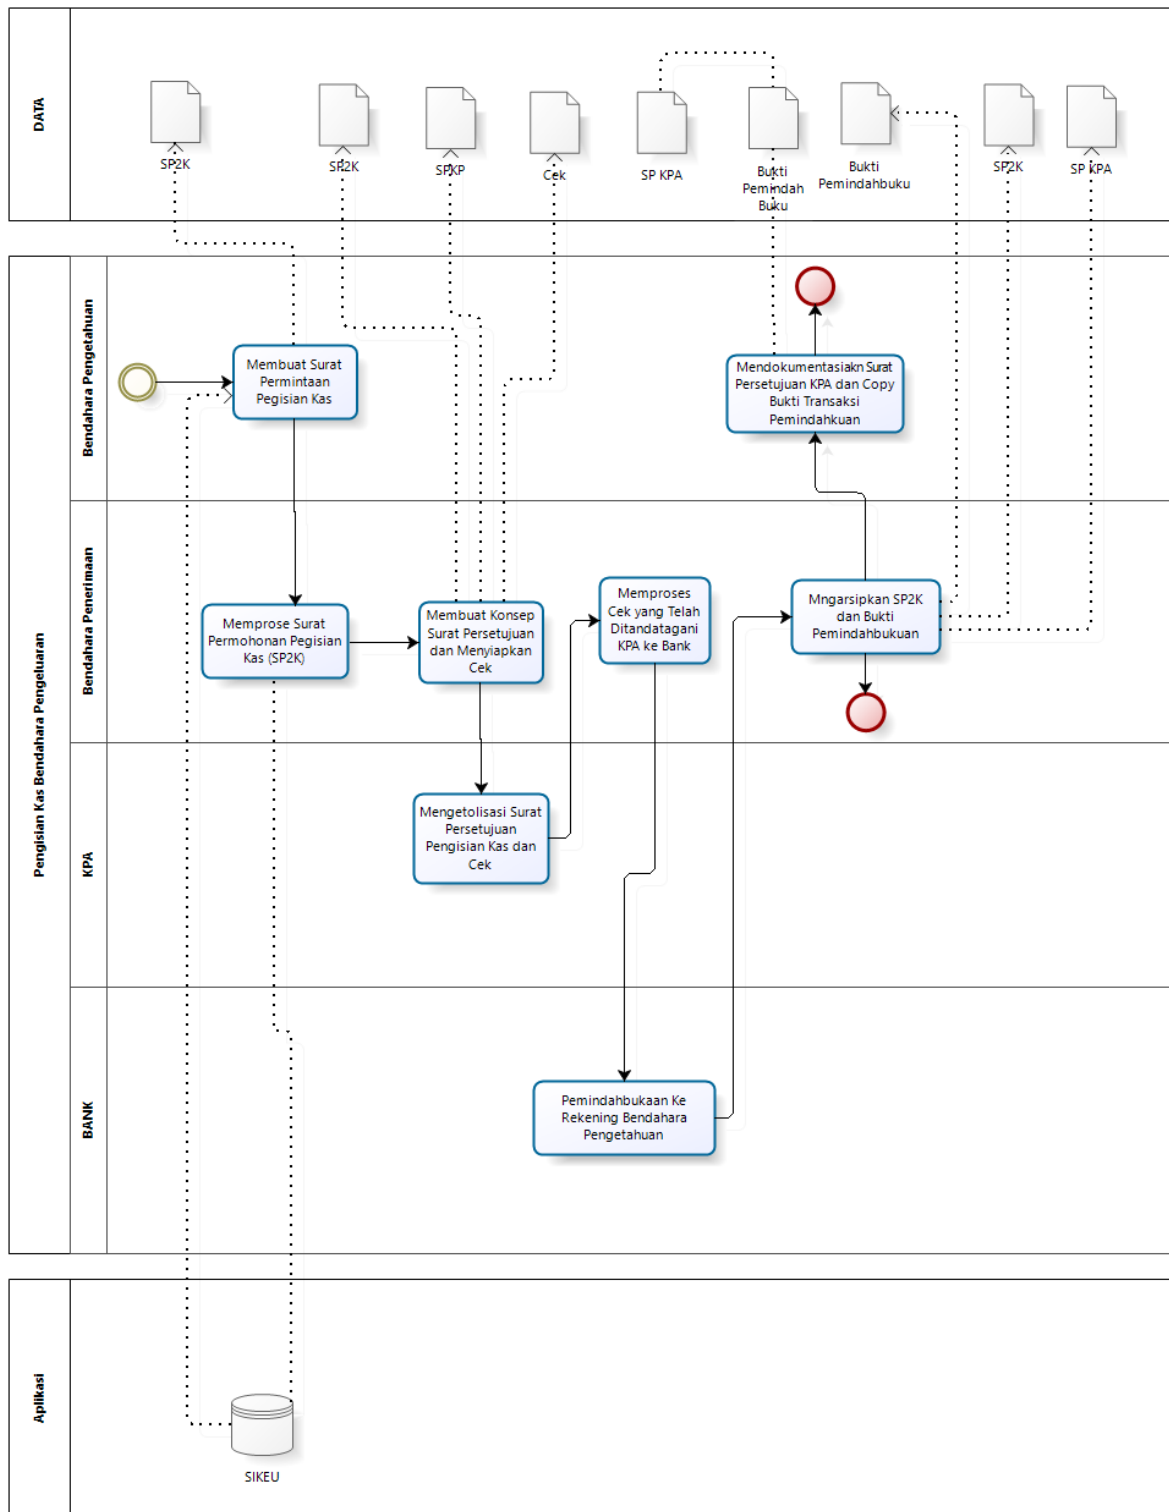 DATA
SP2K
SP2K
SPKP
Cek
SP KPA
Bukti
Pemindah
Buku
Bukti
Pemindahbuku
SP2K
SP KPA
Pengisian Kas Bendahara Pengeluaran
Bendahara Pengetahuan
Membuat Surat
Permintaan
Pegisian Kas
Mendokumentasiakn Surat
Persetujuan KPA dan Copy
Bukti Transaksi
Pemindahkuan
Bendahara Penerimaan
Memprose Surat
Permohonan Pegisian
Kas (SP2K)
Membuat Konsep
Surat Persetujuan
dan Menyiapkan
Cek
Memproses
Cek yang Telah
Ditandatagani
KPA ke Bank
Mngarsipkan SP2K
dan Bukti
Pemindahbukuan
KPA
Mengetolisasi Surat
Persetujuan
Pengisian Kas dan
Cek
BANK
Pemindahbukaan Ke
Rekening Bendahara
Pengetahuan
Aplikasi
SIKEU